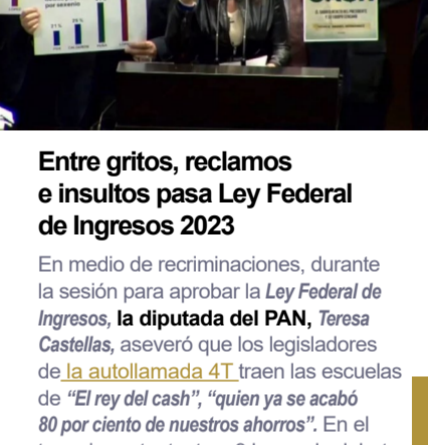 por sexenio
Entre gritos, reclamos
e insultos pasa Ley Federal
de Ingresos 2023
En medio de recriminaciones, durante
la sesión para aprobar la Ley Federal de
Ingresos, la diputada del PAN, Teresa
Castellas, aseveró que los legisladores
de la autollamada 4T traen las escuelas
de “El rey del cash”, “quien ya se acabó
80 por ciento de nuestros ahorros”. En el